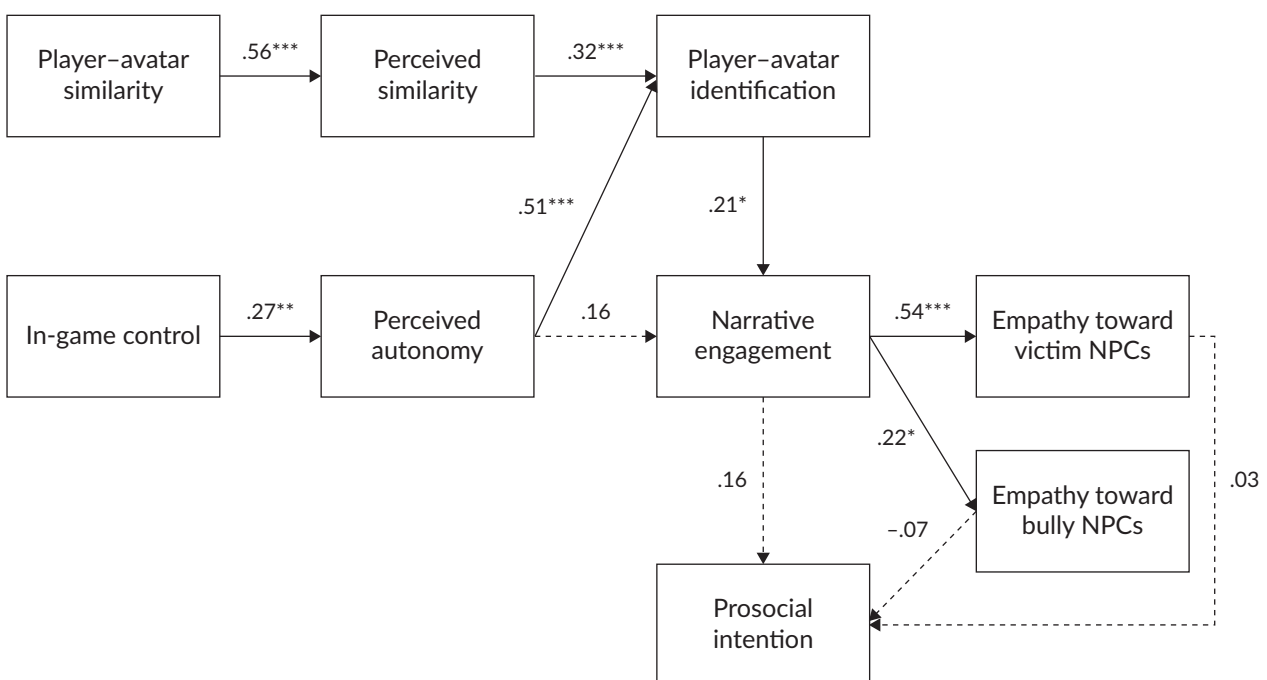 Player–avatar
similarity
.56***
Perceived
similarity
.32***
Player–avatar
identification
.51***
.21*
In-game control
.27**
Perceived
autonomy
.16
Narrative
engagement
.54***
Empathy toward
victim NPCs
.22*
.16
.03
Empathy toward
bully NPCs
–.07
Prosocial
intention